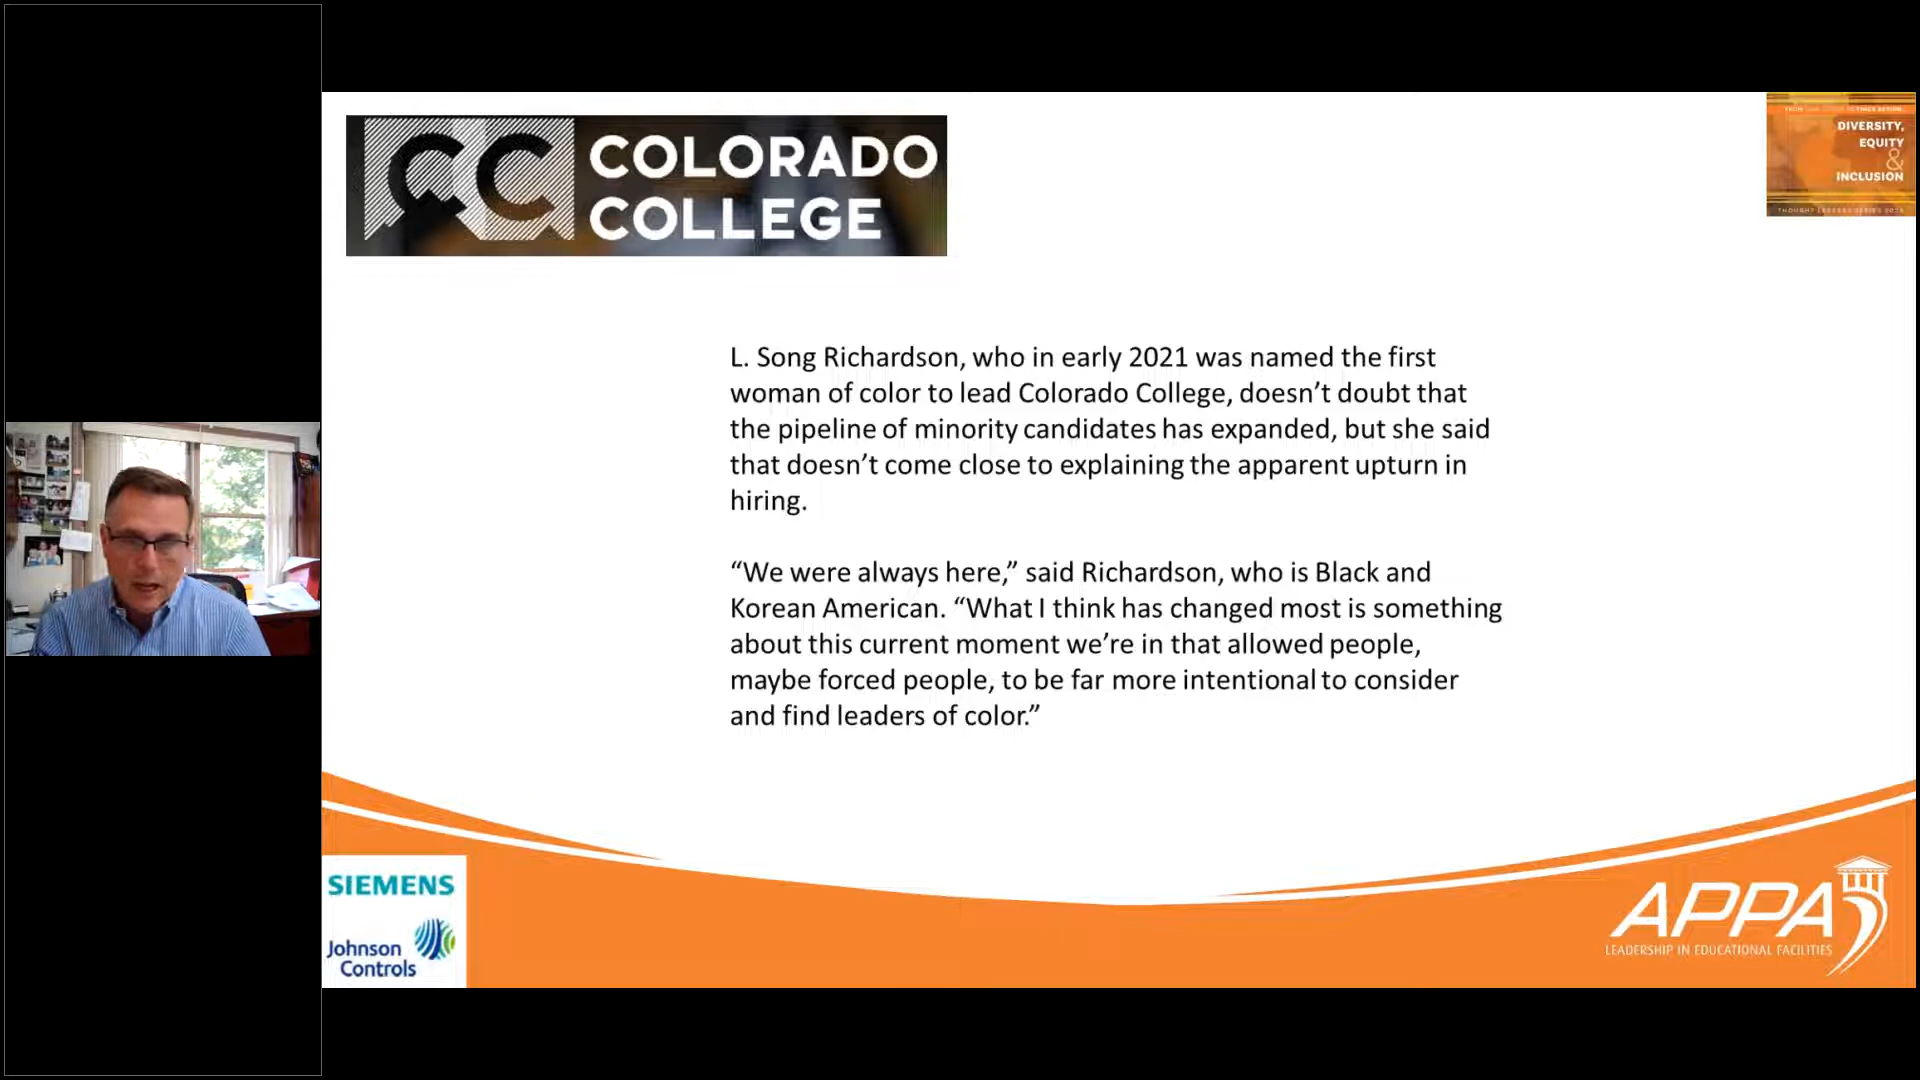 CC
COLORADO
COLLEGE
DIVERSITY,
EQUITY
&
INCLUSION
L. Song Richardson, who in early 2021 was named the first
woman of color to lead Colorado College, doesn’t doubt that
the pipeline of minority candidates has expanded, but she said
that doesn’t come close to explaining the apparent upturn in
hiring.
“We were always here,” said Richardson, who is Black and
Korean American. “What I think has changed most is something
about this current moment we’re in that allowed people,
maybe forced people, to be far more intentional to consider
and find leaders of color.”
SIEMENS
Johnson
Controls
APPA
LEADERSHIP IN EDUCATIONAL FACILITIES